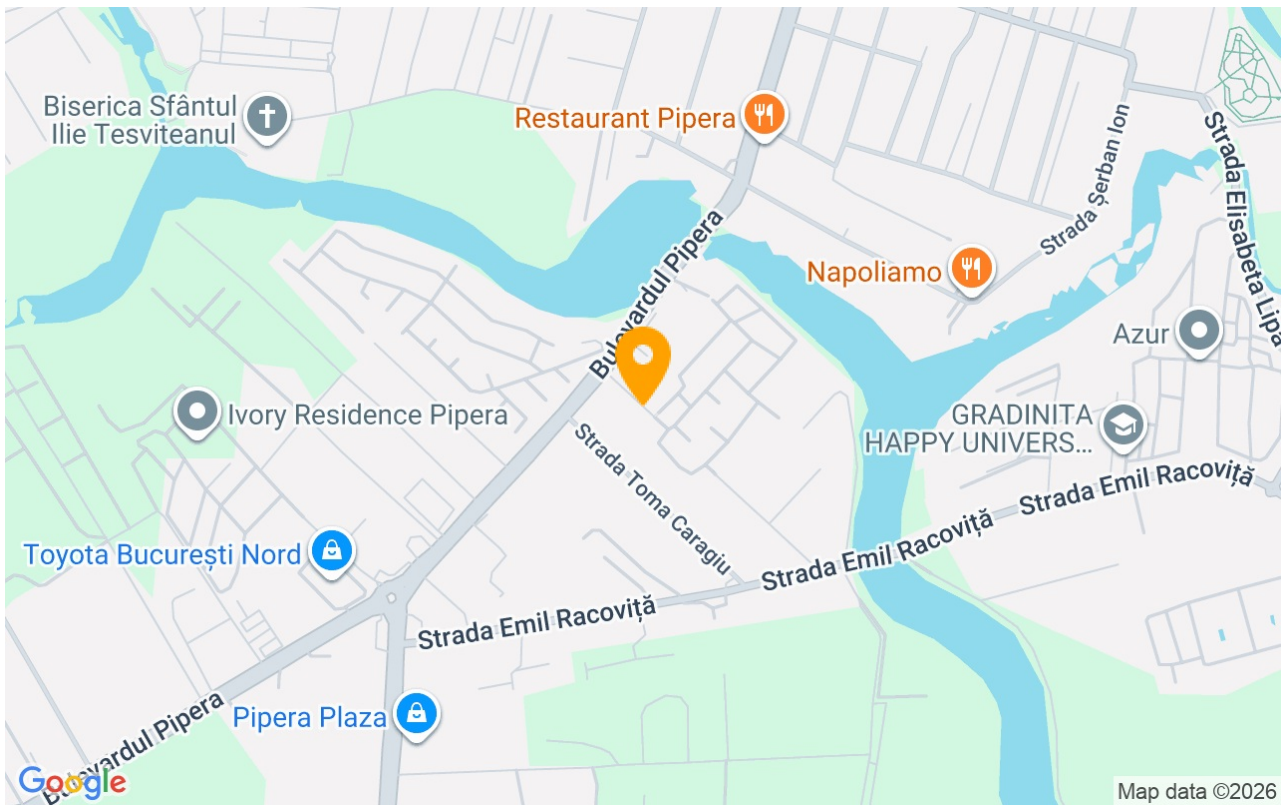 Biserica Sfântul
Ilie Tesviteanul
Restaurant Pipera
Strada Șerban Ion
Strada Elisabeta Lipa
Bulevardul Pipera
Napoliamo
Azur
Ivory Residence Pipera
GRADINITA
HAPPY UNIVERS...
Strada Toma Caragiu
Strada Emil Racoviță
Strada Emil Racoviță
Toyota București Nord
Strada Emil Racoviță
Pipera Plaza
Bulevardul Pipera
Google
Map data ©2026